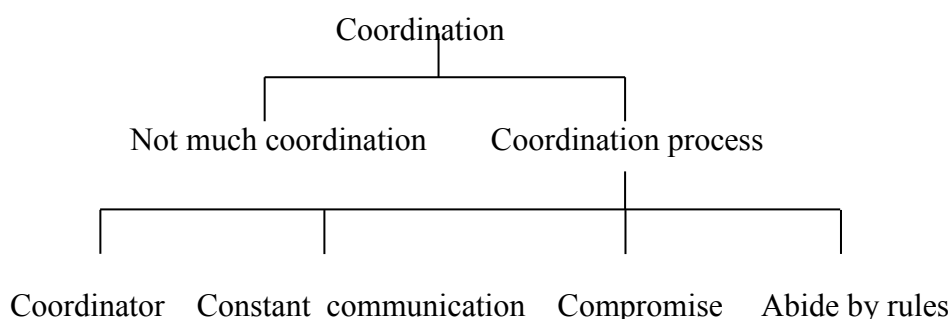 Coordination
Not much coordination Coordination process
Coordinator Constant communication Compromise Abide by rules